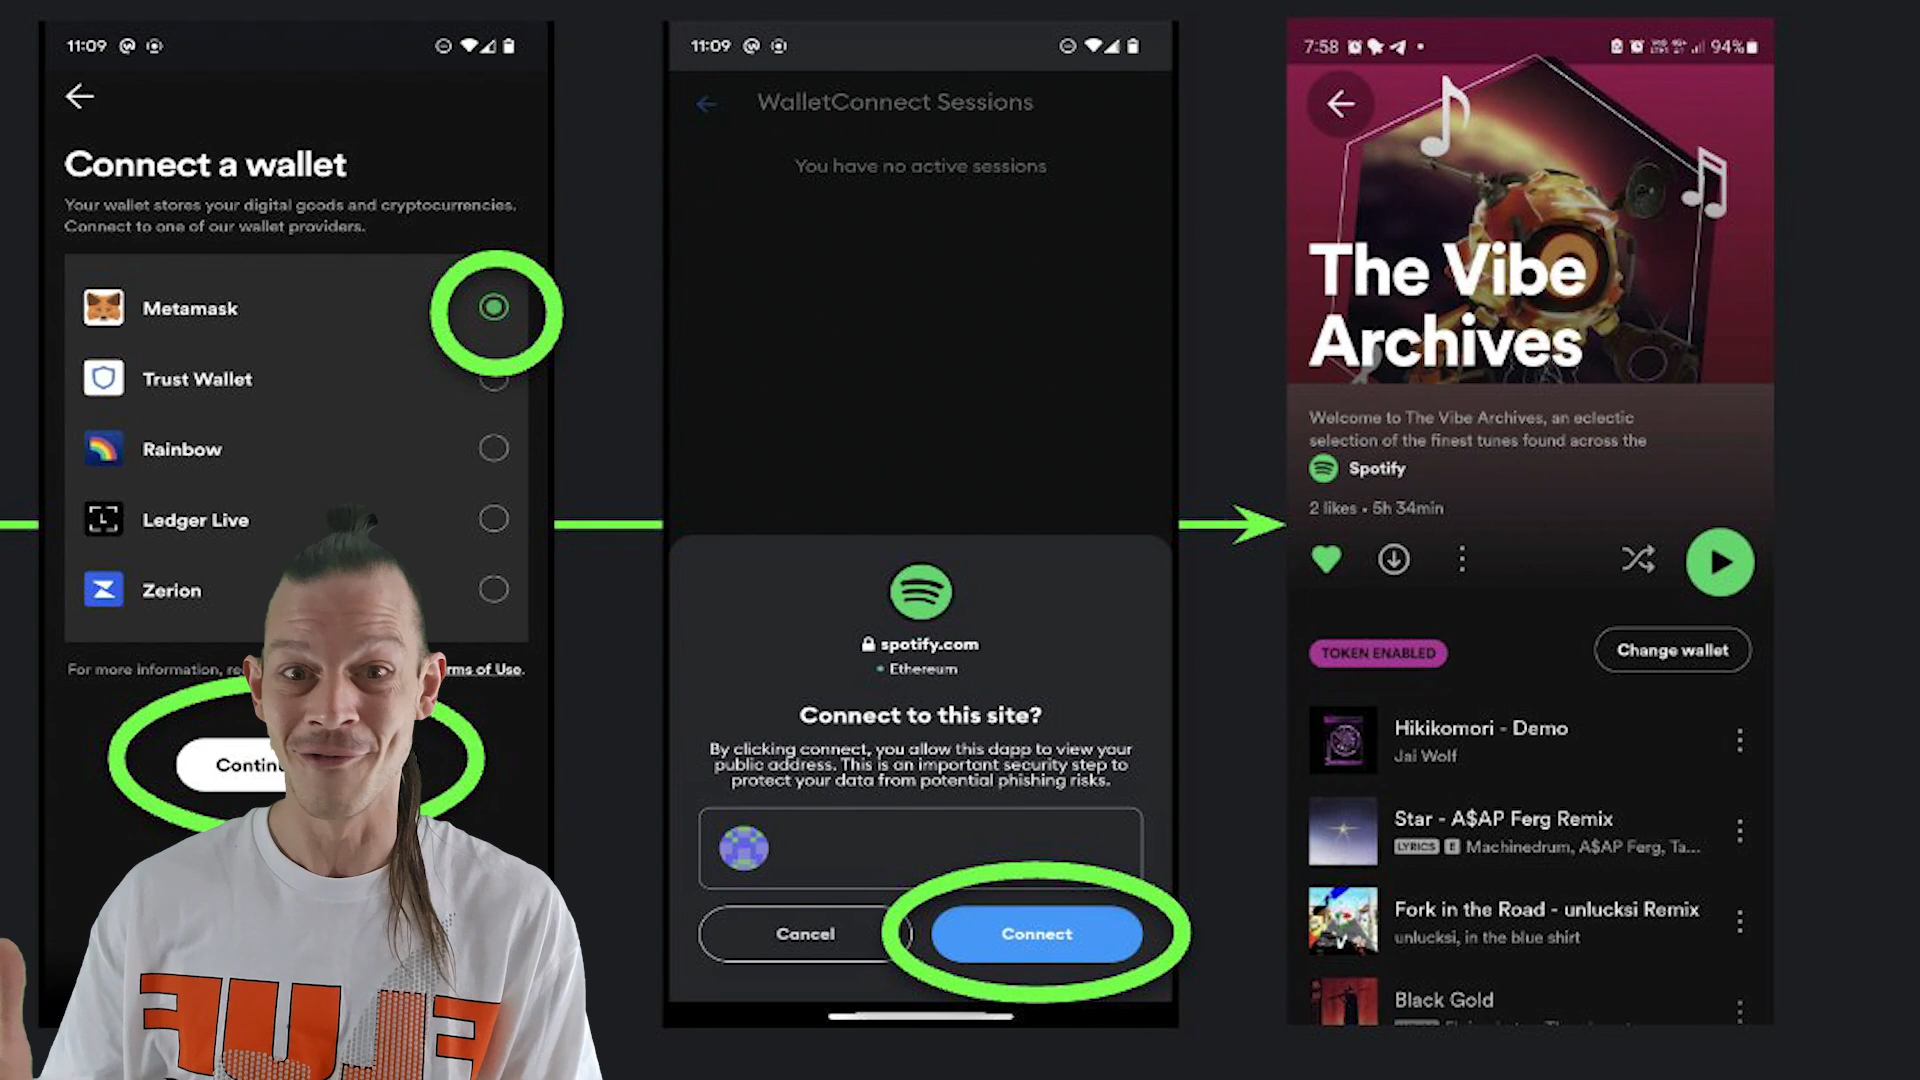 11:09
Connect a wallet
Your wallet stores your digital goods and cryptocurrencies.
Connect to one of our wallet providers.
Metamask
Trust Wallet
Rainbow
Ledger Live
Zerion
For more information,
Terms of Use.
11:09
WalletConnect Sessions
You have no active sessions
spotify.com
Ethereum
Connect to this site?
By clicking connect, you allow this dapp to view your
public address. This is an important security step to
protect your data from potential phishing risks.
Cancel
Connect
7:58
94%
The Vibe
Archives
Welcome to The Vibe Archives, an eclectic
selection of the finest tunes found across the
Spotify
2 likes • 5h 34min
TOKEN ENABLED
Change wallet
Hikikomori - Demo
Jai Wolf
Star - A$AP Ferg Remix
LYRICS E Machinedrum, A$AP Ferg, Ta...
Fork in the Road - unlucksi Remix
unlucksi, in the blue shirt
Black Gold